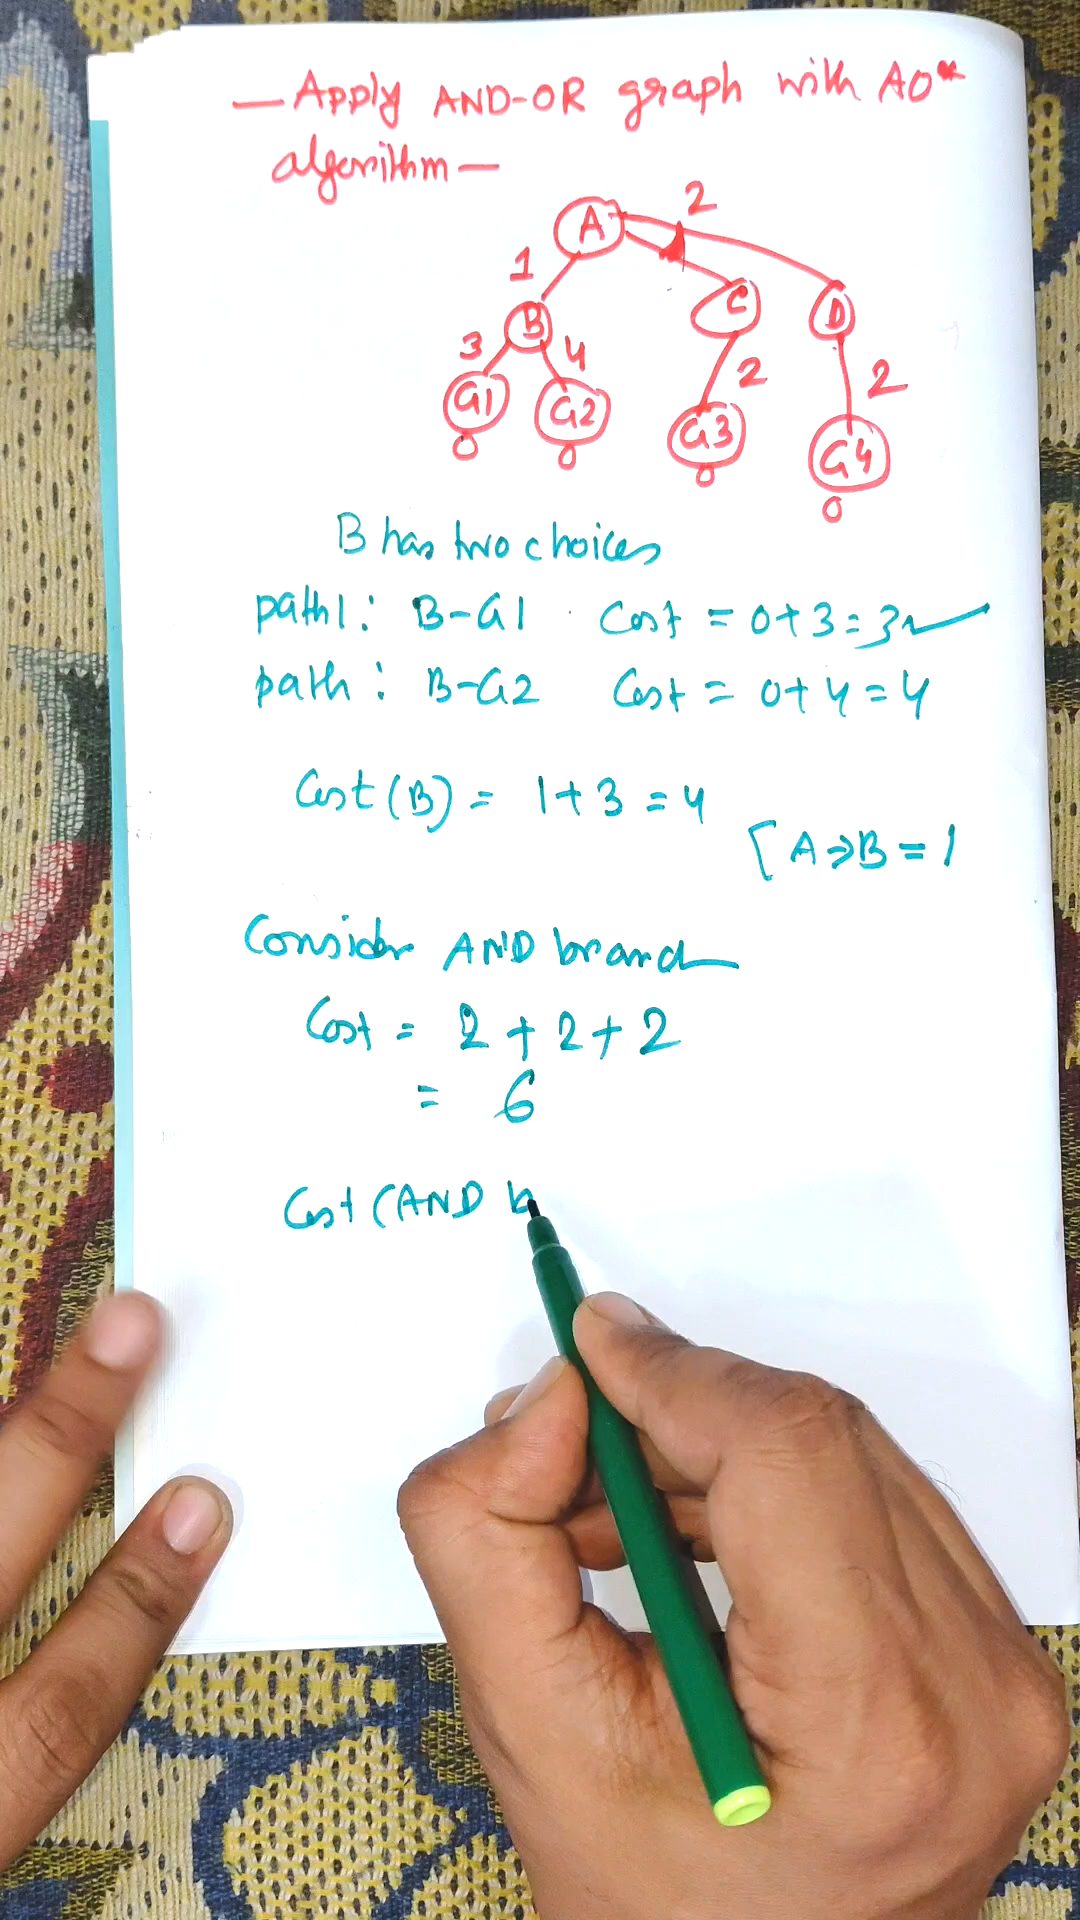 — Apply AND-OR graph with AO*
algorithm —
2
A
1
C
D
B
3
4
2
2
G1
G2
G3
G4
0
0
0
0
B has two choices
path1: B-G1 Cost = 0+3=3
path: B-G2 Cost = 0+4=4
Cost(B) = 1+3=4
[A→B=1
Consider AND brand
Cost = 2+2+2
= 6
Cost (AND b